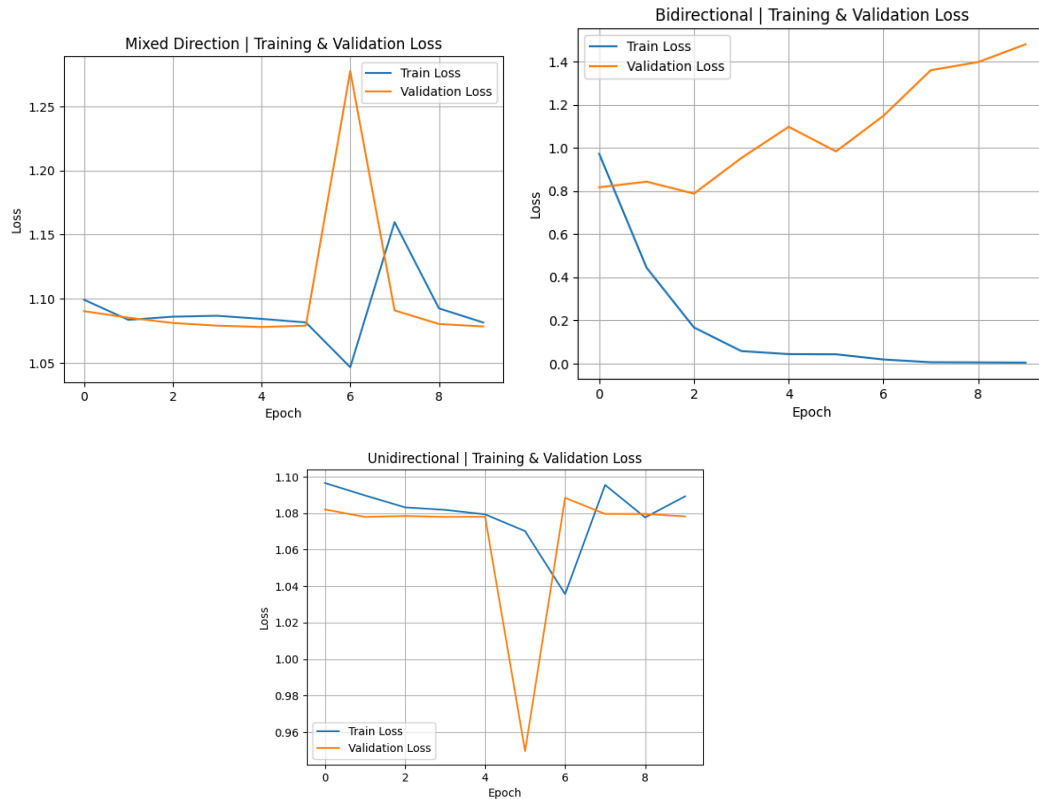 Mixed Direction | Training & Validation Loss
Train Loss
Validation Loss
1.25
1.20
1.15
1.10
1.05
Loss
0 2 4 6 8
Epoch
Bidirectional | Training & Validation Loss
Train Loss
Validation Loss
1.4
1.2
1.0
0.8
0.6
0.4
0.2
0.0
Loss
0 2 4 6 8
Epoch
Unidirectional | Training & Validation Loss
1.10
1.08
1.06
1.04
1.02
1.00
0.98
0.96
Loss
Train Loss
Validation Loss
0 2 4 6 8
Epoch